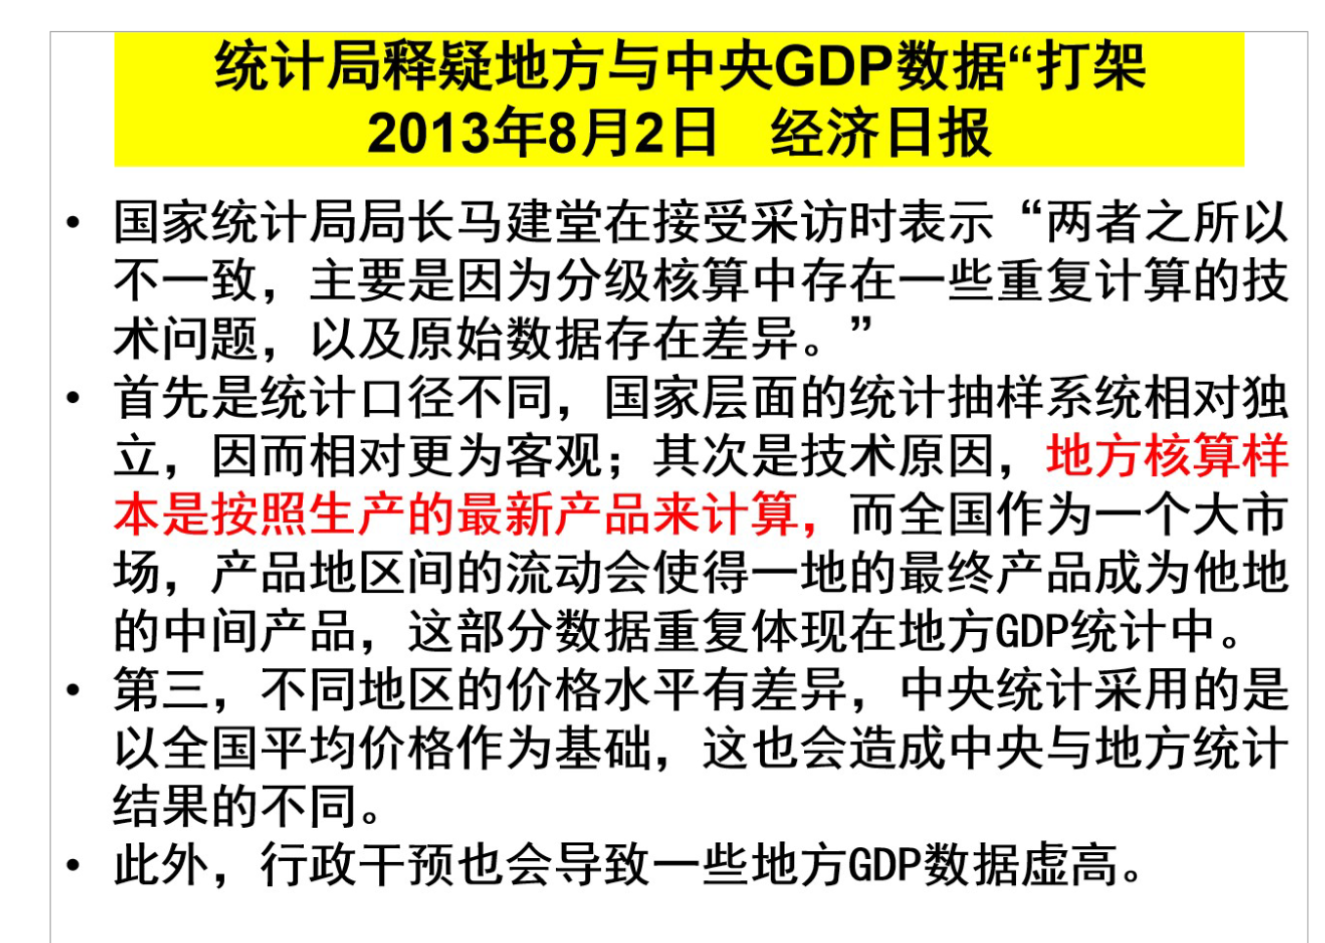 统计局释疑地方与中央GDP数据“打架
2013年8月2日 经济日报
• 国家统计局局长马建堂在接受采访时表示“两者之所以
不一致，主要是因为分级核算中存在一些重复计算的技
术问题，以及原始数据存在差异。”
• 首先是统计口径不同，国家层面的统计抽样系统相对独
立，因而相对更为客观；其次是技术原因，地方核算样
本是按照生产的最新产品来计算，而全国作为一个大市
场，产品地区间的流动会使得一地的最终产品成为他地
的中间产品，这部分数据重复体现在地方GDP统计中。
• 第三，不同地区的价格水平有差异，中央统计采用的是
以全国平均价格作为基础，这也会造成中央与地方统计
结果的不同。
• 此外，行政干预也会导致一些地方GDP数据虚高。